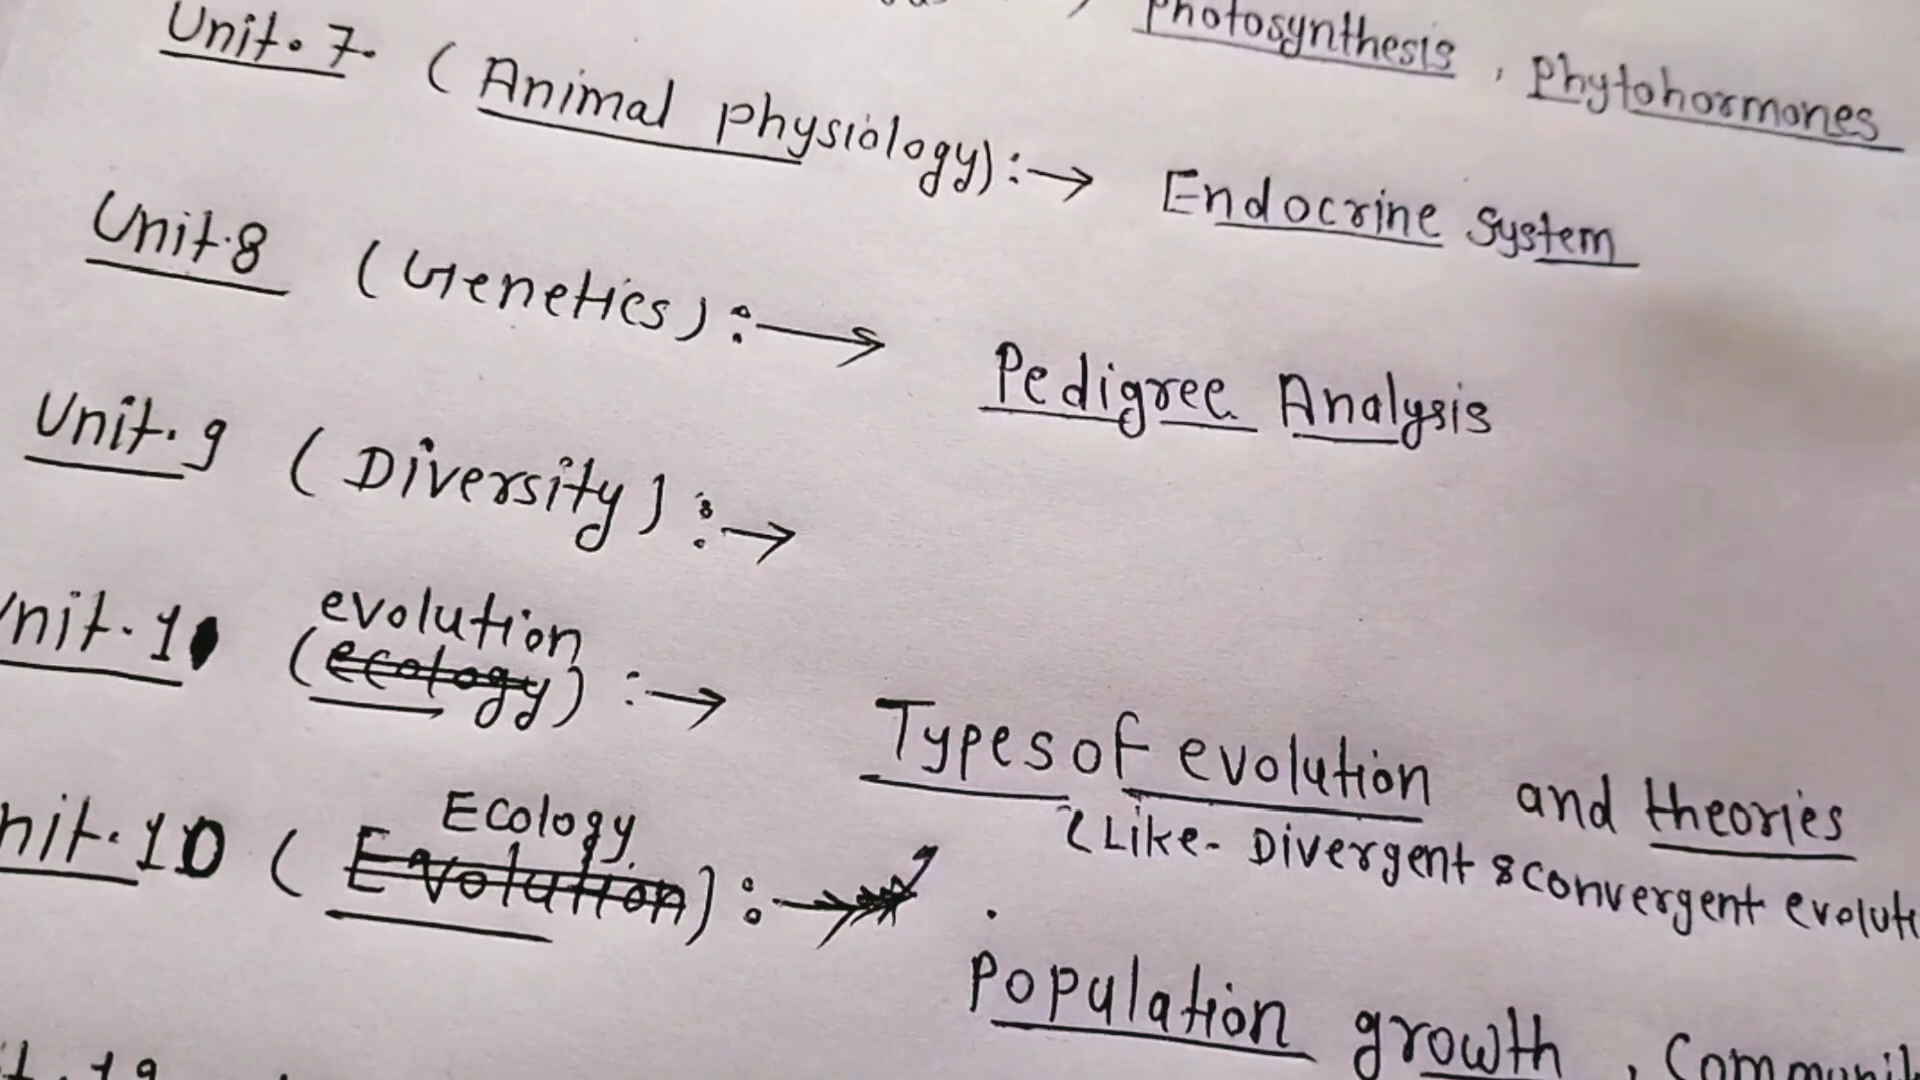 Photosynthesis, Phytohormones
Unit. 7. (Animal physiology) :→ Endocrine System
Unit.8 (Genetics) :→ Pedigree Analysis
Unit. 9 (Diversity) :→
evolution
nit. 1 (ecology) :→ Types of evolution and theories
(Like- Divergent & convergent evoluti
Ecology
nit. 10 (Evolution) :→
Population growth,